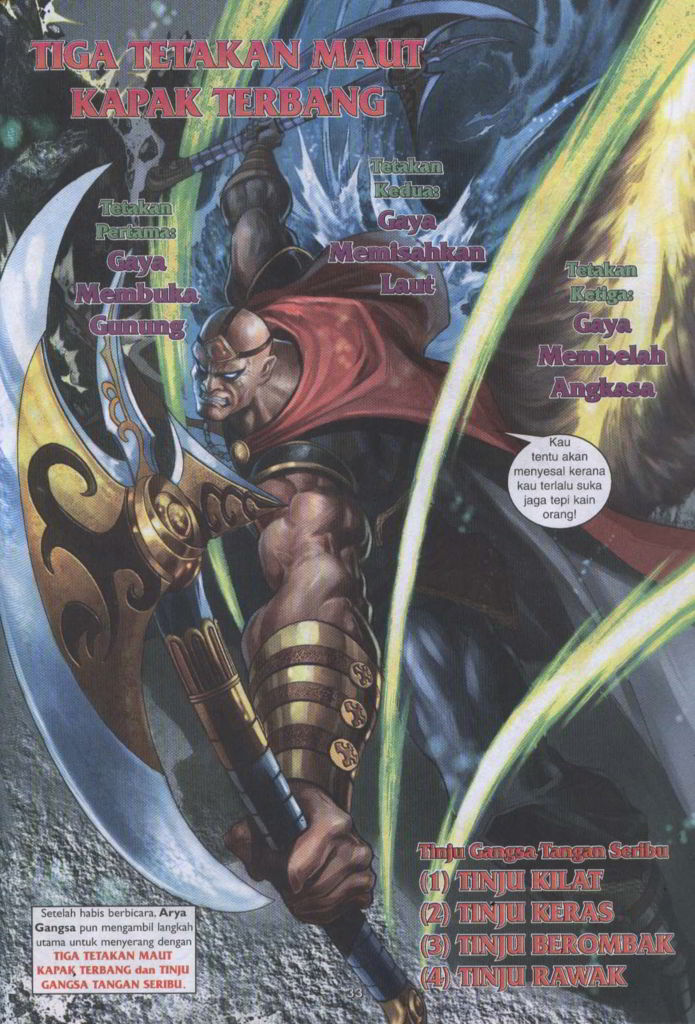 TIGA TETAKAN MAUT
KAPAK TERBANG
Tetakan
Pertama:
Gaya
Membuka
Gunung
Tetakan
Kedua:
Gaya
Memisahkan
Laut
Tetakan
Ketiga:
Gaya
Membelah
Angkasa
Kau
tentu akan
menyesal kerana
kau terlalu suka
jaga tepi kain
orang!
Tinju Gangsa Tangan Seribu
(1) TINJU KILAT
(2) TINJU KERAS
(3) TINJU BEROMBAK
(4) TINJU RAWAK
Setelah habis berbicara, Arya
Gangsa pun mengambil langkah
utama untuk menyerang dengan
TIGA TETAKAN MAUT
KAPAK TERBANG dan TINJU
GANGSA TANGAN SERIBU.
33